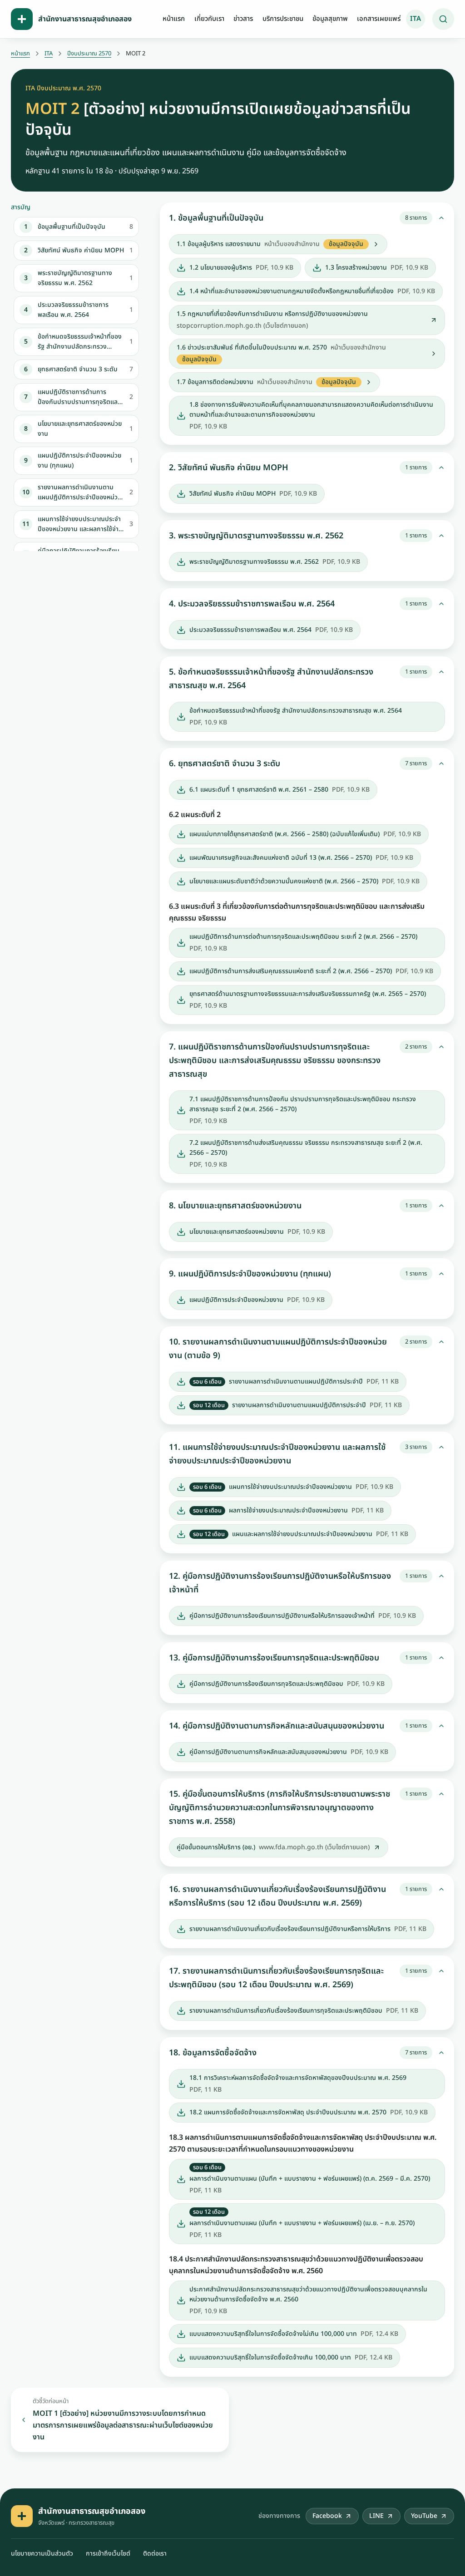 สำนักงานสาธารณสุขอำเภอสอง
หน้าแรก เกี่ยวกับเรา ข่าวสาร บริการประชาชน ข้อมูลสุขภาพ เอกสารเผยแพร่ ITA
หน้าแรก > ITA > ปีงบประมาณ 2570 > MOIT 2
ITA ปีงบประมาณ พ.ศ. 2570
MOIT 2 [ตัวอย่าง] หน่วยงานมีการเปิดเผยข้อมูลข่าวสารที่เป็น
ปัจจุบัน
ข้อมูลพื้นฐาน กฎหมายและแผนที่เกี่ยวข้อง แผนและผลการดำเนินงาน คู่มือ และข้อมูลการจัดซื้อจัดจ้าง
หลักฐาน 41 รายการ ใน 18 ข้อ · ปรับปรุงล่าสุด 9 พ.ย. 2569
สารบัญ
1 ข้อมูลพื้นฐานที่เป็นปัจจุบัน 8
2 วิสัยทัศน์ พันธกิจ ค่านิยม MOPH 1
3 พระราชบัญญัติมาตรฐานทาง
จริยธรรม พ.ศ. 2562 1
4 ประมวลจริยธรรมข้าราชการ
พลเรือน พ.ศ. 2564 1
5 ข้อกำหนดจริยธรรมเจ้าหน้าที่ของ
รัฐ สำนักงานปลัดกระทรวง... 1
6 ยุทธศาสตร์ชาติ จำนวน 3 ระดับ 7
7 แผนปฏิบัติราชการด้านการ
ป้องกันปราบปรามการทุจริตแล... 2
8 นโยบายและยุทธศาสตร์ของหน่วย
งาน 1
9 แผนปฏิบัติการประจำปีของหน่วย
งาน (ทุกแผน) 1
10 รายงานผลการดำเนินงานตาม
แผนปฏิบัติการประจำปีของหน่ว... 2
11 แผนการใช้จ่ายงบประมาณประจำ
ปีของหน่วยงาน และผลการใช้จ่า... 3
1. ข้อมูลพื้นฐานที่เป็นปัจจุบัน 8 รายการ
1.1 ข้อมูลผู้บริหาร แสดงรายนาม หน้าเว็บของสำนักงาน ข้อมูลปัจจุบัน
1.2 นโยบายของผู้บริหาร PDF, 10.9 KB 1.3 โครงสร้างหน่วยงาน PDF, 10.9 KB
1.4 หน้าที่และอำนาจของหน่วยงานตามกฎหมายจัดตั้งหรือกฎหมายอื่นที่เกี่ยวข้อง PDF, 10.9 KB
1.5 กฎหมายที่เกี่ยวข้องกับการดำเนินงาน หรือการปฏิบัติงานของหน่วยงาน
stopcorruption.moph.go.th (เว็บไซต์ภายนอก)
1.6 ข่าวประชาสัมพันธ์ ที่เกิดขึ้นในปีงบประมาณ พ.ศ. 2570 หน้าเว็บของสำนักงาน
ข้อมูลปัจจุบัน
1.7 ข้อมูลการติดต่อหน่วยงาน หน้าเว็บของสำนักงาน ข้อมูลปัจจุบัน
1.8 ช่องทางการรับฟังความคิดเห็นที่บุคคลภายนอกสามารถแสดงความคิดเห็นต่อการดำเนินงาน
ตามหน้าที่และอำนาจและตามภารกิจของหน่วยงาน
PDF, 10.9 KB
2. วิสัยทัศน์ พันธกิจ ค่านิยม MOPH 1 รายการ
วิสัยทัศน์ พันธกิจ ค่านิยม MOPH PDF, 10.9 KB
3. พระราชบัญญัติมาตรฐานทางจริยธรรม พ.ศ. 2562 1 รายการ
พระราชบัญญัติมาตรฐานทางจริยธรรม พ.ศ. 2562 PDF, 10.9 KB
4. ประมวลจริยธรรมข้าราชการพลเรือน พ.ศ. 2564 1 รายการ
ประมวลจริยธรรมข้าราชการพลเรือน พ.ศ. 2564 PDF, 10.9 KB
5. ข้อกำหนดจริยธรรมเจ้าหน้าที่ของรัฐ สำนักงานปลัดกระทรวง
สาธารณสุข พ.ศ. 2564 1 รายการ
ข้อกำหนดจริยธรรมเจ้าหน้าที่ของรัฐ สำนักงานปลัดกระทรวงสาธารณสุข พ.ศ. 2564
PDF, 10.9 KB
6. ยุทธศาสตร์ชาติ จำนวน 3 ระดับ 7 รายการ
6.1 แผนระดับที่ 1 ยุทธศาสตร์ชาติ พ.ศ. 2561 – 2580 PDF, 10.9 KB
6.2 แผนระดับที่ 2
แผนแม่บทภายใต้ยุทธศาสตร์ชาติ (พ.ศ. 2566 – 2580) (ฉบับแก้ไขเพิ่มเติม) PDF, 10.9 KB
แผนพัฒนาเศรษฐกิจและสังคมแห่งชาติ ฉบับที่ 13 (พ.ศ. 2566 – 2570) PDF, 10.9 KB
นโยบายและแผนระดับชาติว่าด้วยความมั่นคงแห่งชาติ (พ.ศ. 2566 – 2570) PDF, 10.9 KB
6.3 แผนระดับที่ 3 ที่เกี่ยวข้องกับการต่อต้านการทุจริตและประพฤติมิชอบ และการส่งเสริม
คุณธรรม จริยธรรม
แผนปฏิบัติการด้านการต่อต้านการทุจริตและประพฤติมิชอบ ระยะที่ 2 (พ.ศ. 2566 – 2570)
PDF, 10.9 KB
แผนปฏิบัติการด้านการส่งเสริมคุณธรรมแห่งชาติ ระยะที่ 2 (พ.ศ. 2566 – 2570) PDF, 10.9 KB
ยุทธศาสตร์ด้านมาตรฐานทางจริยธรรมและการส่งเสริมจริยธรรมภาครัฐ (พ.ศ. 2565 – 2570)
PDF, 10.9 KB
7. แผนปฏิบัติราชการด้านการป้องกันปราบปรามการทุจริตและ
ประพฤติมิชอบ และการส่งเสริมคุณธรรม จริยธรรม ของกระทรวง
สาธารณสุข 2 รายการ
7.1 แผนปฏิบัติราชการด้านการป้องกัน ปราบปรามการทุจริตและประพฤติมิชอบ กระทรวง
สาธารณสุข ระยะที่ 2 (พ.ศ. 2566 – 2570)
PDF, 10.9 KB
7.2 แผนปฏิบัติราชการด้านส่งเสริมคุณธรรม จริยธรรม กระทรวงสาธารณสุข ระยะที่ 2 (พ.ศ.
2566 – 2570)
PDF, 10.9 KB
8. นโยบายและยุทธศาสตร์ของหน่วยงาน 1 รายการ
นโยบายและยุทธศาสตร์ของหน่วยงาน PDF, 10.9 KB
9. แผนปฏิบัติการประจำปีของหน่วยงาน (ทุกแผน) 1 รายการ
แผนปฏิบัติการประจำปีของหน่วยงาน PDF, 10.9 KB
10. รายงานผลการดำเนินงานตามแผนปฏิบัติการประจำปีของหน่วย
งาน (ตามข้อ 9) 2 รายการ
รอบ 6 เดือน รายงานผลการดำเนินงานตามแผนปฏิบัติการประจำปี PDF, 11 KB
รอบ 12 เดือน รายงานผลการดำเนินงานตามแผนปฏิบัติการประจำปี PDF, 11 KB
11. แผนการใช้จ่ายงบประมาณประจำปีของหน่วยงาน และผลการใช้
จ่ายงบประมาณประจำปีของหน่วยงาน 3 รายการ
รอบ 6 เดือน แผนการใช้จ่ายงบประมาณประจำปีของหน่วยงาน PDF, 10.9 KB
รอบ 6 เดือน ผลการใช้จ่ายงบประมาณประจำปีของหน่วยงาน PDF, 11 KB
รอบ 12 เดือน แผนและผลการใช้จ่ายงบประมาณประจำปีของหน่วยงาน PDF, 11 KB
12. คู่มือการปฏิบัติงานการร้องเรียนการปฏิบัติงานหรือให้บริการของ
เจ้าหน้าที่ 1 รายการ
คู่มือการปฏิบัติงานการร้องเรียนการปฏิบัติงานหรือให้บริการของเจ้าหน้าที่ PDF, 10.9 KB
13. คู่มือการปฏิบัติงานการร้องเรียนการทุจริตและประพฤติมิชอบ 1 รายการ
คู่มือการปฏิบัติงานการร้องเรียนการทุจริตและประพฤติมิชอบ PDF, 10.9 KB
14. คู่มือการปฏิบัติงานตามภารกิจหลักและสนับสนุนของหน่วยงาน 1 รายการ
คู่มือการปฏิบัติงานตามภารกิจหลักและสนับสนุนของหน่วยงาน PDF, 10.9 KB
15. คู่มือขั้นตอนการให้บริการ (ภารกิจให้บริการประชาชนตามพระราช
บัญญัติการอำนวยความสะดวกในการพิจารณาอนุญาตของทาง
ราชการ พ.ศ. 2558) 1 รายการ
คู่มือขั้นตอนการให้บริการ (อย.) www.fda.moph.go.th (เว็บไซต์ภายนอก)
16. รายงานผลการดำเนินงานเกี่ยวกับเรื่องร้องเรียนการปฏิบัติงาน
หรือการให้บริการ (รอบ 12 เดือน ปีงบประมาณ พ.ศ. 2569) 1 รายการ
รายงานผลการดำเนินงานเกี่ยวกับเรื่องร้องเรียนการปฏิบัติงานหรือการให้บริการ PDF, 11 KB
17. รายงานผลการดำเนินการเกี่ยวกับเรื่องร้องเรียนการทุจริตและ
ประพฤติมิชอบ (รอบ 12 เดือน ปีงบประมาณ พ.ศ. 2569) 1 รายการ
รายงานผลการดำเนินการเกี่ยวกับเรื่องร้องเรียนการทุจริตและประพฤติมิชอบ PDF, 11 KB
18. ข้อมูลการจัดซื้อจัดจ้าง 7 รายการ
18.1 การวิเคราะห์ผลการจัดซื้อจัดจ้างและการจัดหาพัสดุของปีงบประมาณ พ.ศ. 2569
PDF, 11 KB
18.2 แผนการจัดซื้อจัดจ้างและการจัดหาพัสดุ ประจำปีงบประมาณ พ.ศ. 2570 PDF, 10.9 KB
18.3 ผลการดำเนินการตามแผนการจัดซื้อจัดจ้างและการจัดหาพัสดุ ประจำปีงบประมาณ พ.ศ.
2570 ตามรอบระยะเวลาที่กำหนดในกรอบแนวทางของหน่วยงาน
รอบ 6 เดือน
ผลการดำเนินงานตามแผน (บันทึก + แบบรายงาน + ฟอร์มเผยแพร่) (ต.ค. 2569 – มี.ค. 2570)
PDF, 11 KB
รอบ 12 เดือน
ผลการดำเนินงานตามแผน (บันทึก + แบบรายงาน + ฟอร์มเผยแพร่) (เม.ย. – ก.ย. 2570)
PDF, 11 KB
18.4 ประกาศสำนักงานปลัดกระทรวงสาธารณสุขว่าด้วยแนวทางปฏิบัติงานเพื่อตรวจสอบ
บุคลากรในหน่วยงานด้านการจัดซื้อจัดจ้าง พ.ศ. 2560
ประกาศสำนักงานปลัดกระทรวงสาธารณสุขว่าด้วยแนวทางปฏิบัติงานเพื่อตรวจสอบบุคลากรใน
หน่วยงานด้านการจัดซื้อจัดจ้าง พ.ศ. 2560
PDF, 10.9 KB
แบบแสดงความบริสุทธิ์ใจในการจัดซื้อจัดจ้างไม่เกิน 100,000 บาท PDF, 12.4 KB
แบบแสดงความบริสุทธิ์ใจในการจัดซื้อจัดจ้างเกิน 100,000 บาท PDF, 12.4 KB
ตัวชี้วัดก่อนหน้า
MOIT 1 [ตัวอย่าง] หน่วยงานมีการวางระบบโดยการกำหนด
มาตรการการเผยแพร่ข้อมูลต่อสาธารณะผ่านเว็บไซต์ของหน่วย
งาน
สำนักงานสาธารณสุขอำเภอสอง
จังหวัดแพร่ · กระทรวงสาธารณสุข
ช่องทางทางการ Facebook LINE YouTube
นโยบายความเป็นส่วนตัว การเข้าถึงเว็บไซต์ ติดต่อเรา